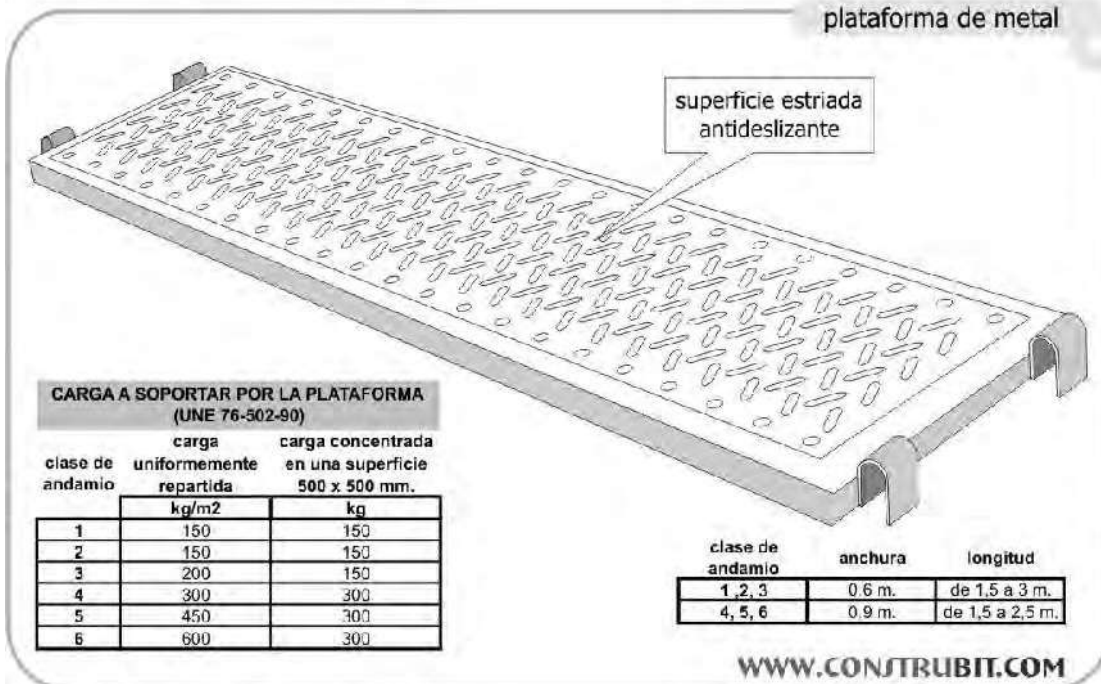 plataforma de metal
superficie estriada
antideslizante
CARGA A SOPORTAR POR LA PLATAFORMA
(UNE 76-502-90)
clase de andamio carga uniformemente repartida carga concentrada en una superficie 500 x 500 mm.
kg/m2 kg
1 150 150
2 150 150
3 200 150
4 300 300
5 450 300
6 600 300
clase de andamio anchura longitud
1 ,2, 3 0,6 m. de 1,5 a 3 m.
4, 5, 6 0,9 m. de 1,5 a 2,5 m.
WWW.CONSTRUBIT.COM